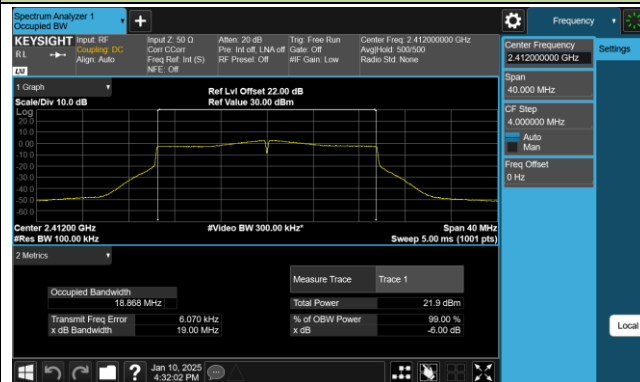 Spectrum Analyzer 1
Occupied BW
Frequency
KEYSIGHT
Input: RF
Input Z: 50 Ω
Atten: 20 dB
Trig: Free Run
Center Freq: 2.412000000 GHz
RL
Coupling: DC
Corr CCorr
Pre: Int off, LNA off
Gate: Off
Avg|Hold: 500/500
Align: Auto
Freq Ref: Int (S)
RF Preset: Off
#IF Gain: Low
Radio Std: None
NFE: Off
LXI
Center Frequency
2.412000000 GHz
Settings
Span
40.000 MHz
CF Step
4.000000 MHz
Auto
Man
Freq Offset
0 Hz
Local
1 Graph
Ref Lvl Offset 22.00 dB
Scale/Div 10.0 dB
Ref Value 30.00 dBm
Log
20.0
10.0
0.00
-10.0
-20.0
-30.0
-40.0
-50.0
-60.0
Center 2.41200 GHz
#Video BW 300.00 kHz*
Span 40 MHz
#Res BW 100.00 kHz
Sweep 5.00 ms (1001 pts)
2 Metrics
Measure Trace
Trace 1
Occupied Bandwidth
18.868 MHz
Total Power
21.9 dBm
Transmit Freq Error
6.070 kHz
% of OBW Power
99.00 %
x dB Bandwidth
19.00 MHz
x dB
-6.00 dB
?
Jan 10, 2025
4:32:02 PM